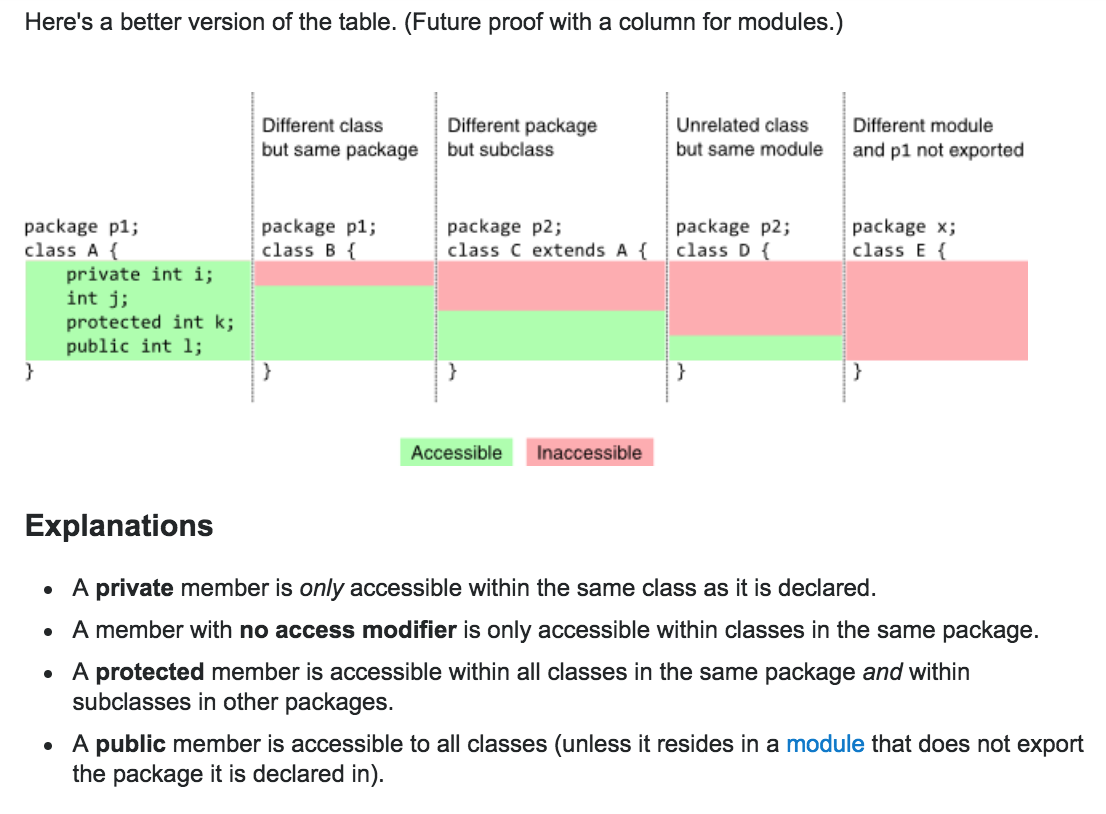 Here's a better version of the table. (Future proof with a column for modules.)
Different class
but same package
Different package
but subclass
Unrelated class
but same module
Different module
and p1 not exported
package p1;
class A {
private int i;
int j;
protected int k;
public int l;
}
package p1;
class B {
}
package p2;
class C extends A {
}
package p2;
class D {
}
package x;
class E {
}
Accessible
Inaccessible
Explanations
• A private member is only accessible within the same class as it is declared.
• A member with no access modifier is only accessible within classes in the same package.
• A protected member is accessible within all classes in the same package and within
subclasses in other packages.
• A public member is accessible to all classes (unless it resides in a module that does not export
the package it is declared in).